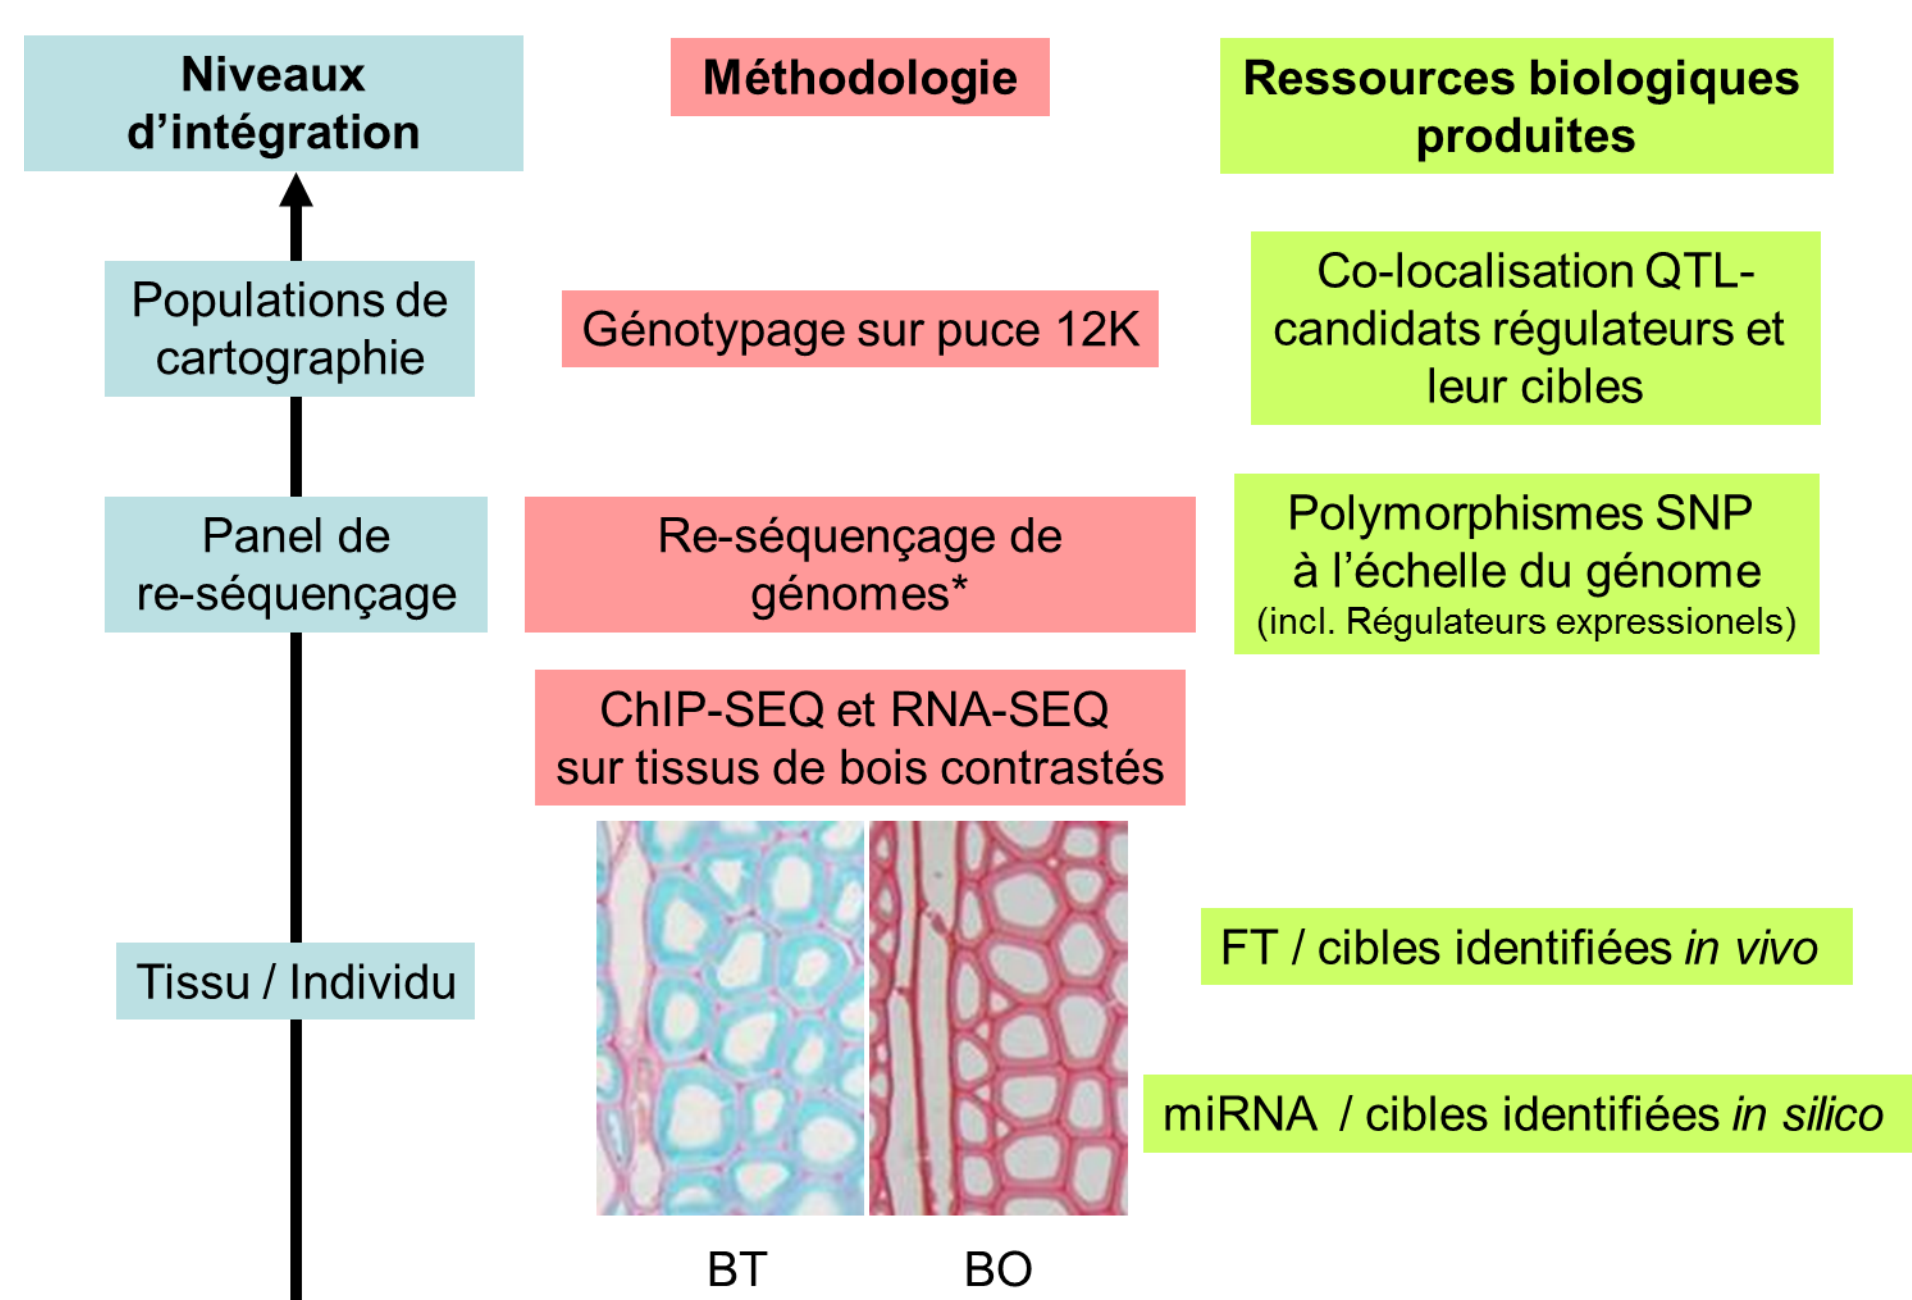 Niveaux
d’intégration
Méthodologie
Ressources biologiques
produites
Populations de
cartographie
Génotypage sur puce 12K
Co-localisation QTL-
candidats régulateurs et
leur cibles
Panel de
re-séquençage
Re-séquençage de
génomes*
Polymorphismes SNP
à l’échelle du génome
(incl. Régulateurs expressionels)
ChIP-SEQ et RNA-SEQ
sur tissus de bois contrastés
Tissu / Individu
FT / cibles identifiées in vivo
miRNA / cibles identifiées in silico
BT
BO